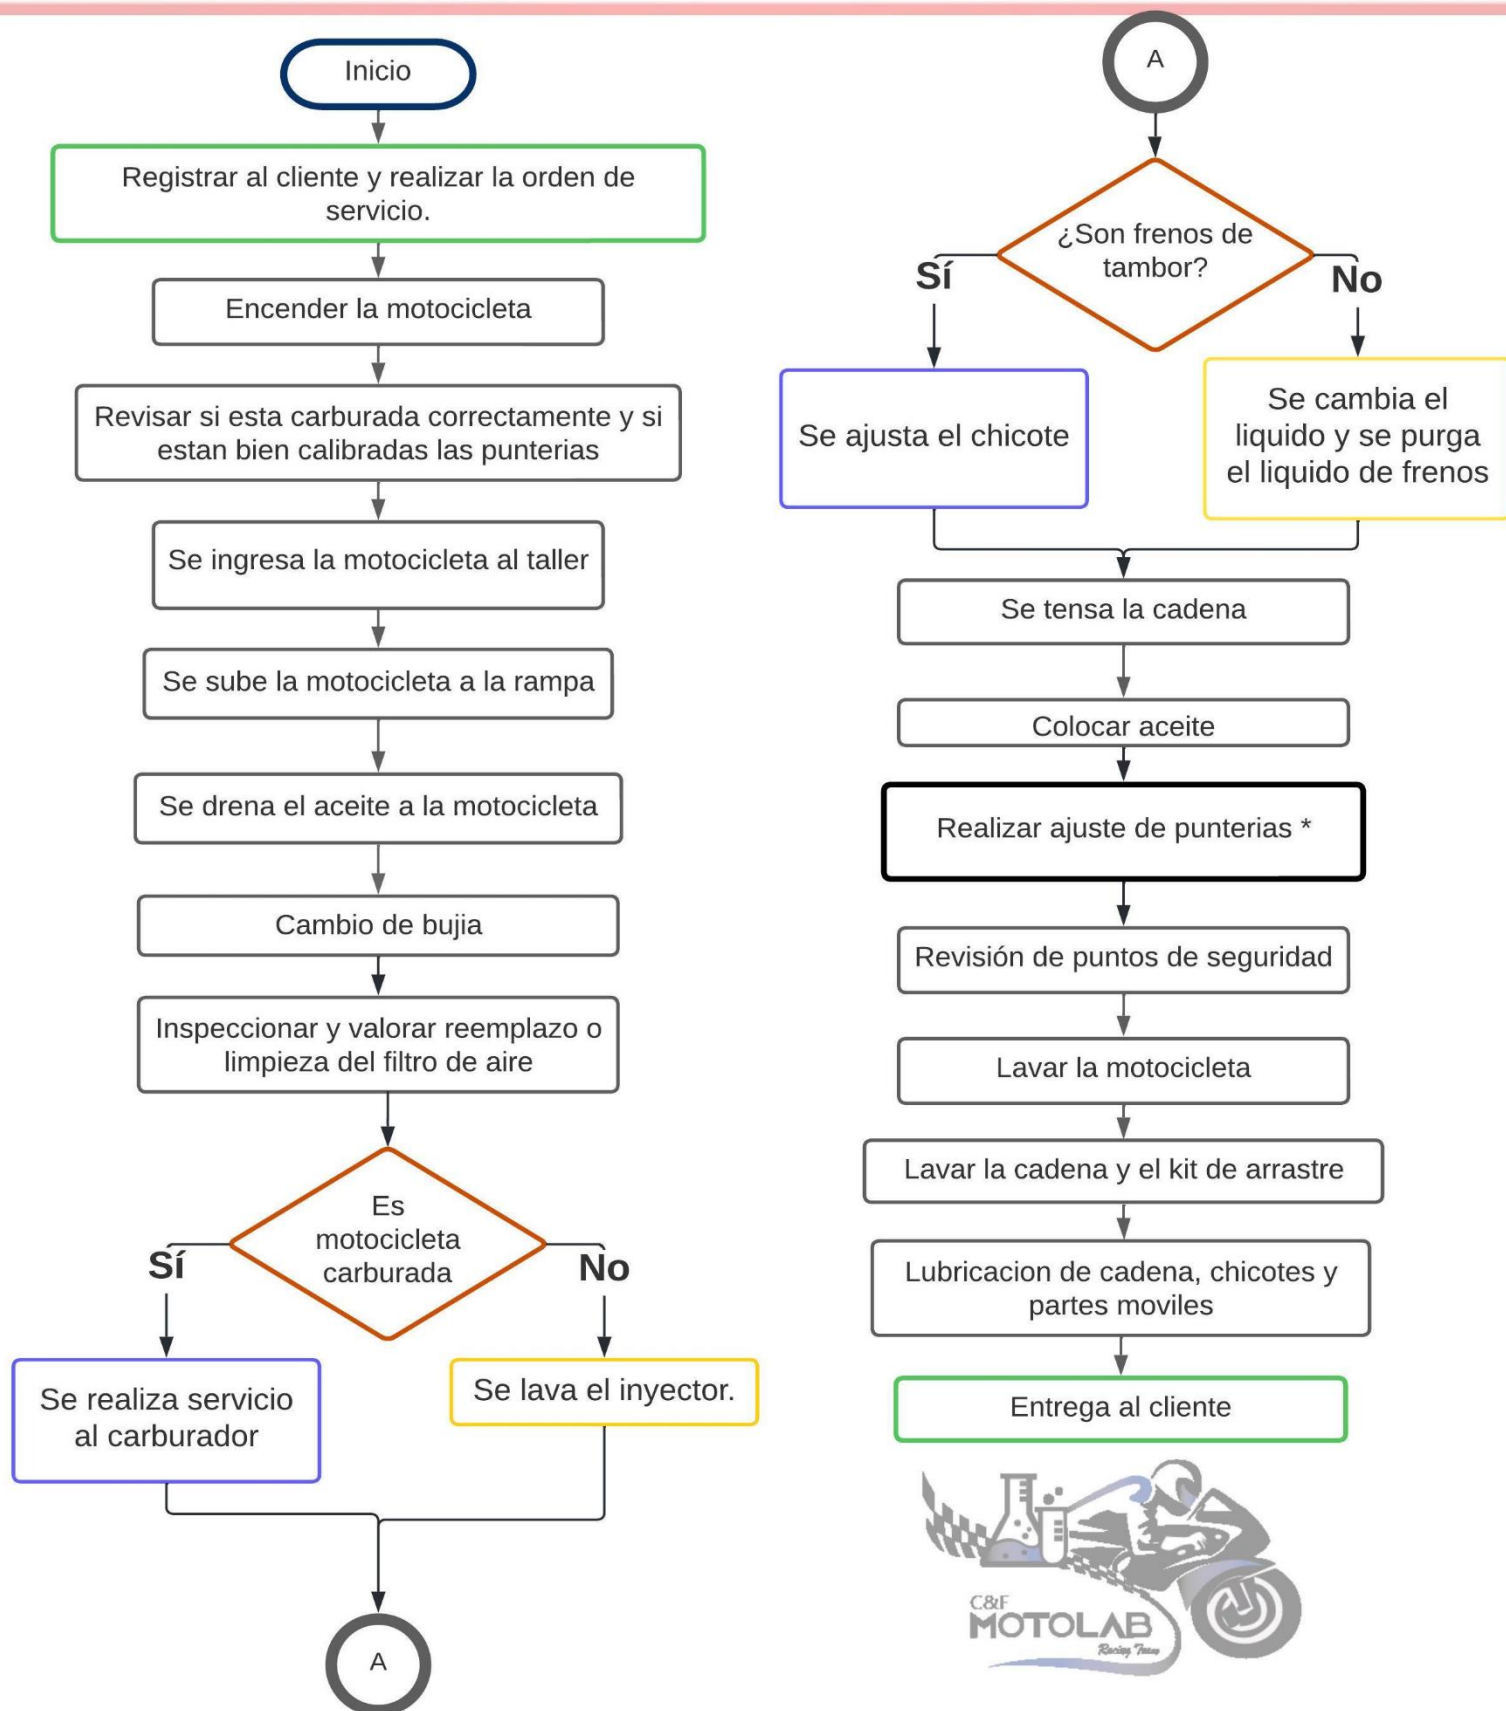 Inicio
Registrar al cliente y realizar la orden de
servicio.
Encender la motocicleta
Revisar si esta carburada correctamente y si
estan bien calibradas las punterias
Se ingresa la motocicleta al taller
Se sube la motocicleta a la rampa
Se drena el aceite a la motocicleta
Cambio de bujia
Inspeccionar y valorar reemplazo o
limpieza del filtro de aire
Es
motocicleta
carburada
Sí
No
Se realiza servicio
al carburador
Se lava el inyector.
A
A
¿Son frenos de
tambor?
Sí
No
Se ajusta el chicote
Se cambia el
liquido y se purga
el liquido de frenos
Se tensa la cadena
Colocar aceite
Realizar ajuste de punterias *
Revisión de puntos de seguridad
Lavar la motocicleta
Lavar la cadena y el kit de arrastre
Lubricacion de cadena, chicotes y
partes moviles
Entrega al cliente
C&F
MOTOLAB
Racing Team